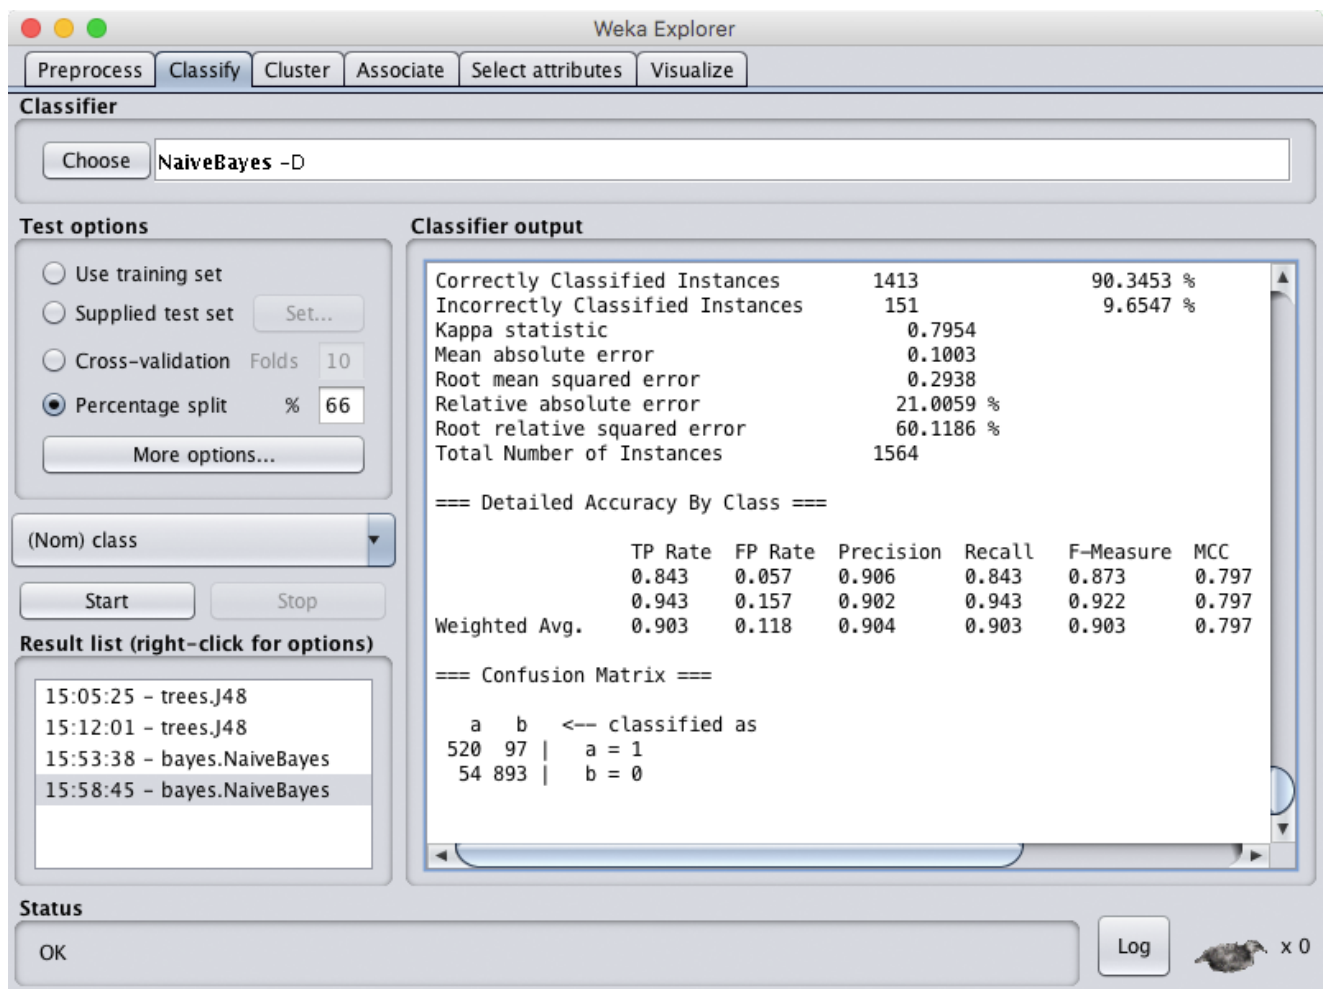 Weka Explorer
Preprocess Classify Cluster Associate Select attributes Visualize
Classifier
Choose NaiveBayes -D
Test options
Use training set
Supplied test set Set...
Cross-validation Folds 10
Percentage split % 66
More options...
(Nom) class
Start Stop
Result list (right-click for options)
15:05:25 - trees.J48
15:12:01 - trees.J48
15:53:38 - bayes.NaiveBayes
15:58:45 - bayes.NaiveBayes
Classifier output
Correctly Classified Instances 1413 90.3453 %
Incorrectly Classified Instances 151 9.6547 %
Kappa statistic 0.7954
Mean absolute error 0.1003
Root mean squared error 0.2938
Relative absolute error 21.0059 %
Root relative squared error 60.1186 %
Total Number of Instances 1564
=== Detailed Accuracy By Class ===
TP Rate FP Rate Precision Recall F-Measure MCC
0.843 0.057 0.906 0.843 0.873 0.797
0.943 0.157 0.902 0.943 0.922 0.797
Weighted Avg. 0.903 0.118 0.904 0.903 0.903 0.797
=== Confusion Matrix ===
a b <-- classified as
520 97 | a = 1
54 893 | b = 0
Status
OK
Log x 0